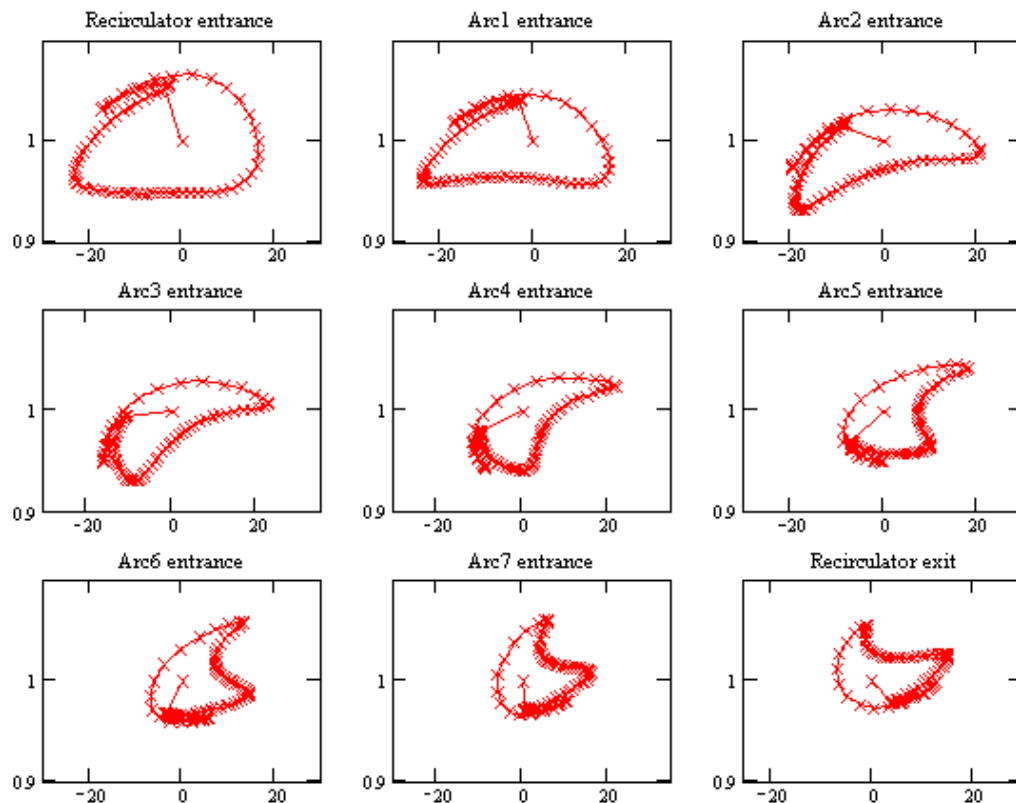 Recirculator entrance
Arc1 entrance
Arc2 entrance
1
1
1
0.9
0.9
0.9
−20 0 20
−20 0 20
−20 0 20
Arc3 entrance
Arc4 entrance
Arc5 entrance
1
1
1
0.9
0.9
0.9
−20 0 20
−20 0 20
−20 0 20
Arc6 entrance
Arc7 entrance
Recirculator exit
1
1
1
0.9
0.9
0.9
−20 0 20
−20 0 20
−20 0 20